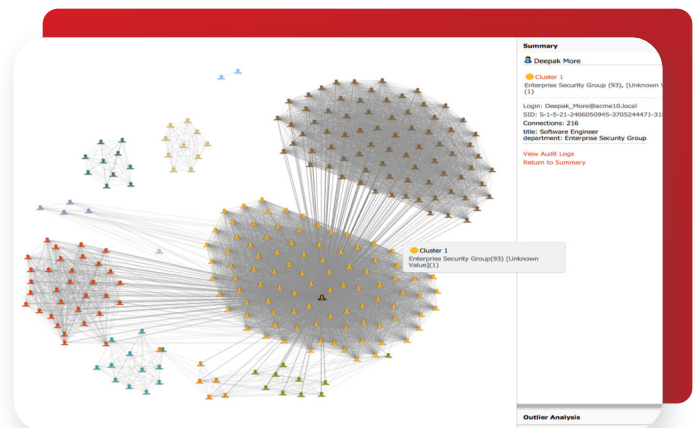 Summary
Deepak More
Cluster 1
Enterprise Security Group (93), [Unknown V
(1)
Login: Deepak_More@acme10.local
SID: S-1-5-21-2406050945-3705244471-31
Connections: 216
title: Software Engineer
department: Enterprise Security Group
View Audit Logs
Return to Summary
Cluster 1
Enterprise Security Group(93) [Unknown
Value](1)
Outlier Analysis